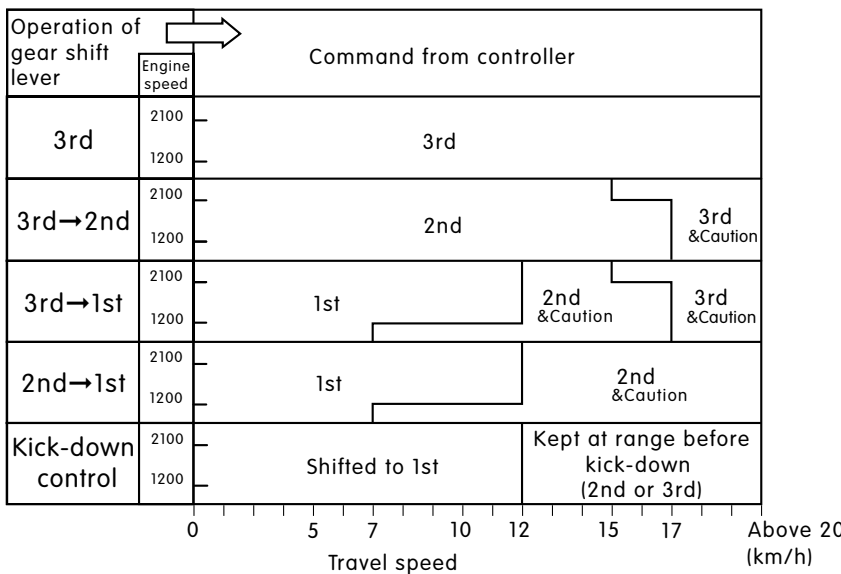 Operation of
gear shift
lever
Engine
speed
Command from controller
3rd
2100
1200
3rd
3rd→2nd
2100
1200
2nd
3rd
&Caution
3rd→1st
2100
1200
1st
2nd
&Caution
3rd
&Caution
2nd→1st
2100
1200
1st
2nd
&Caution
Kick-down
control
2100
1200
Shifted to 1st
Kept at range before
kick-down
(2nd or 3rd)
0 5 7 10 12 15 17 Above 20
Travel speed (km/h)